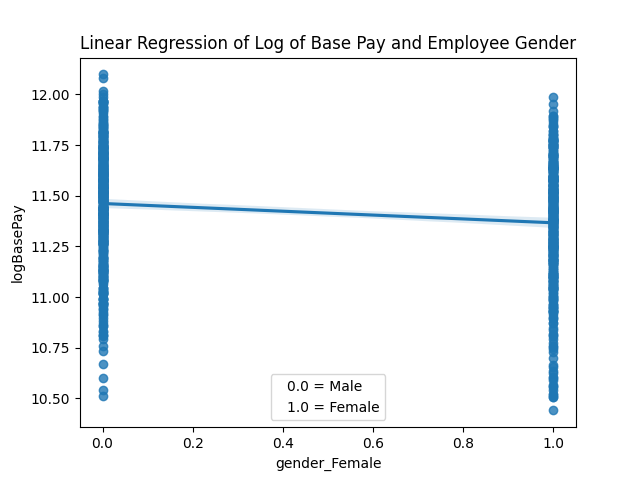 Linear Regression of Log of Base Pay and Employee Gender
logBasePay
12.00
11.75
11.50
11.25
11.00
10.75
10.50
0.0 = Male
1.0 = Female
0.0 0.2 0.4 0.6 0.8 1.0
gender_Female